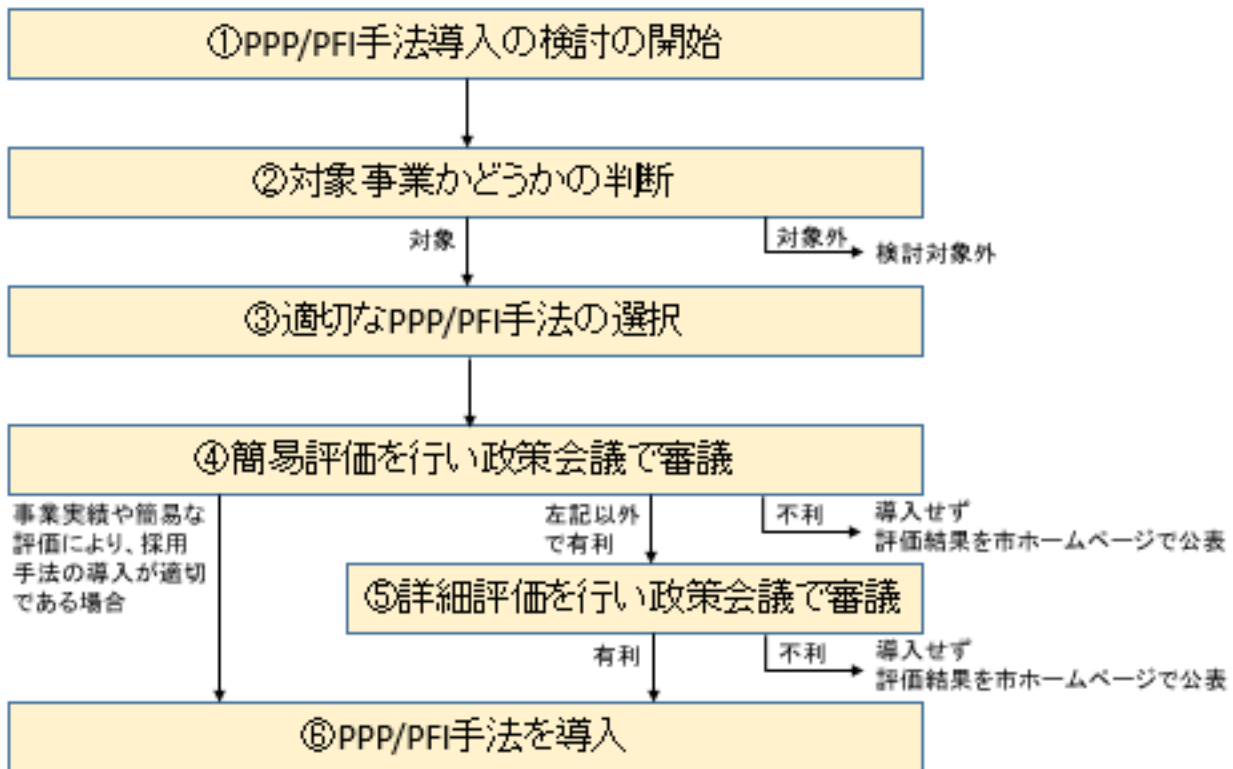 ①PPP/PFI手法導入の検討の開始
②対象事業かどうかの判断
対象
対象外
検討対象外
③適切なPPP/PFI手法の選択
④簡易評価を行い政策会議で審議
事業実績や簡易な
評価により、採用
手法の導入が適切
である場合
左記以外
で有利
不利
導入せず
評価結果を市ホームページで公表
⑤詳細評価を行い政策会議で審議
有利
不利
導入せず
評価結果を市ホームページで公表
⑥PPP/PFI手法を導入